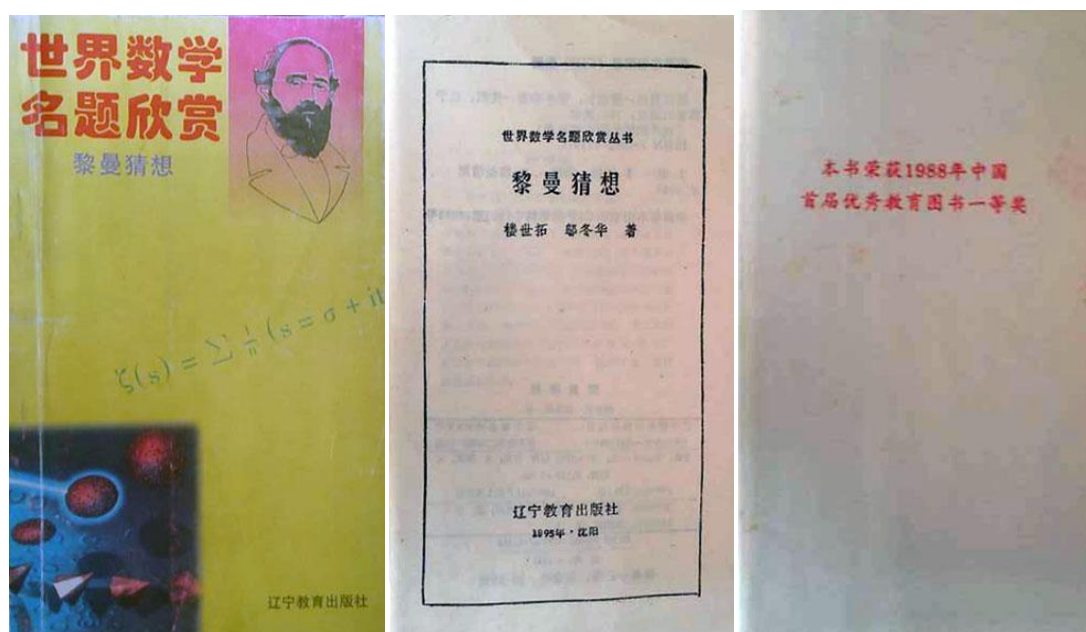 世界数学
名题欣赏
黎曼猜想
ζ(s) = ∑ 1/n (s = σ + it
辽宁教育出版社
世界数学名题欣赏丛书
黎曼猜想
楼世拓 邬冬华 著
辽宁教育出版社
1995年·沈阳
本书荣获1988年中国
首届优秀教育图书一等奖